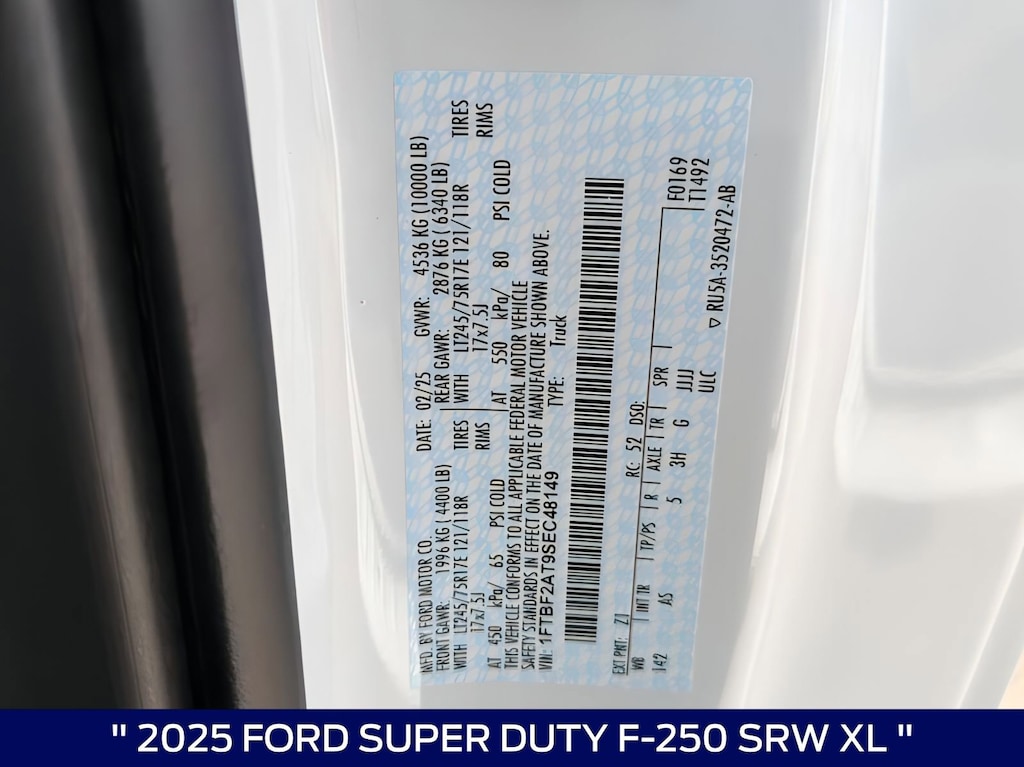 MFD. BY FORD MOTOR CO. DATE: 02/25 GVWR: 4536 KG (10000 LB)
FRONT GAWR: 1996 KG (4400 LB) REAR GAWR: 2876 KG ( 6340 LB)
WITH LT245/75R17E 121/118R TIRES WITH LT245/75R17E 121/118R TIRES
17x7.5J RIMS 17x7.5J RIMS
AT 450 kPa/ 65 PSI COLD AT 550 kPa/ 80 PSI COLD
THIS VEHICLE CONFORMS TO ALL APPLICABLE FEDERAL MOTOR VEHICLE
SAFETY STANDARDS IN EFFECT ON THE DATE OF MANUFACTURE SHOWN ABOVE.
VIN: 1FTBF2AT9SEC48149 TYPE: Truck
EXT PNT: Z1 RC: 52 DSO: F0169
WB INT TR TP/PS R AXLE TR SPR T1492
142 AS 5 3H G JJJJ
ULC
▽ RU5A-3520472-AB
" 2025 FORD SUPER DUTY F-250 SRW XL "